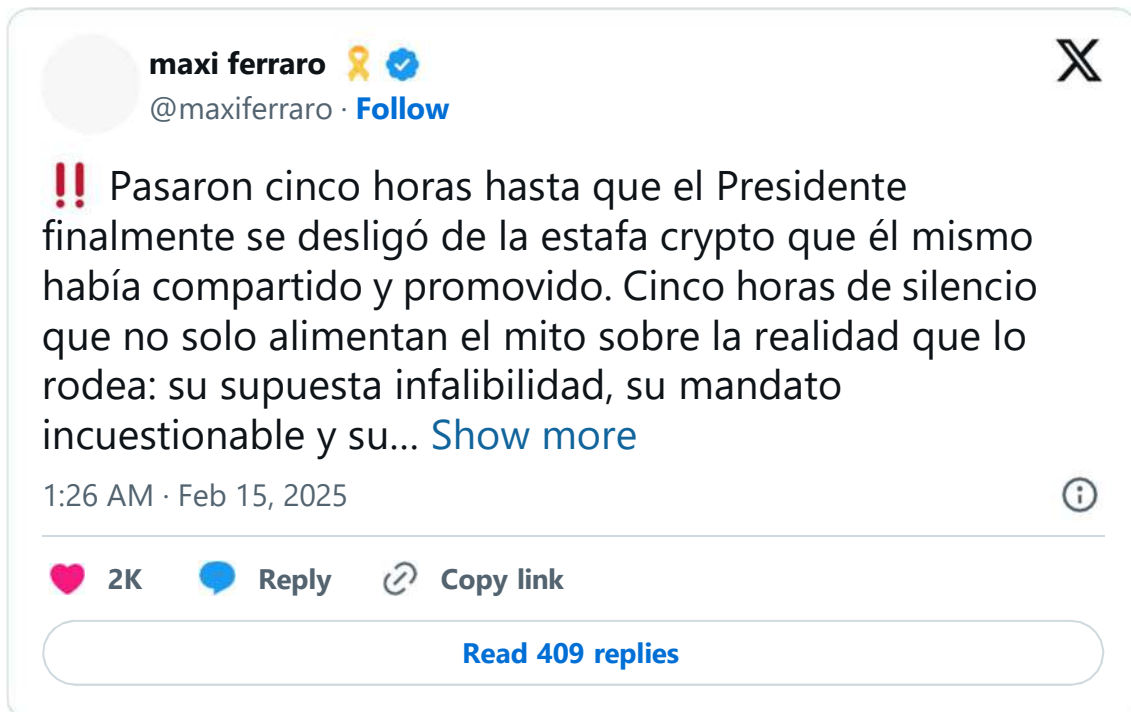 maxi ferraro 🎗️
@maxiferraro · Follow
‼️ Pasaron cinco horas hasta que el Presidente
finalmente se desligó de la estafa crypto que él mismo
había compartido y promovido. Cinco horas de silencio
que no solo alimentan el mito sobre la realidad que lo
rodea: su supuesta infalibilidad, su mandato
incuestionable y su... Show more
1:26 AM · Feb 15, 2025
2K Reply Copy link
Read 409 replies